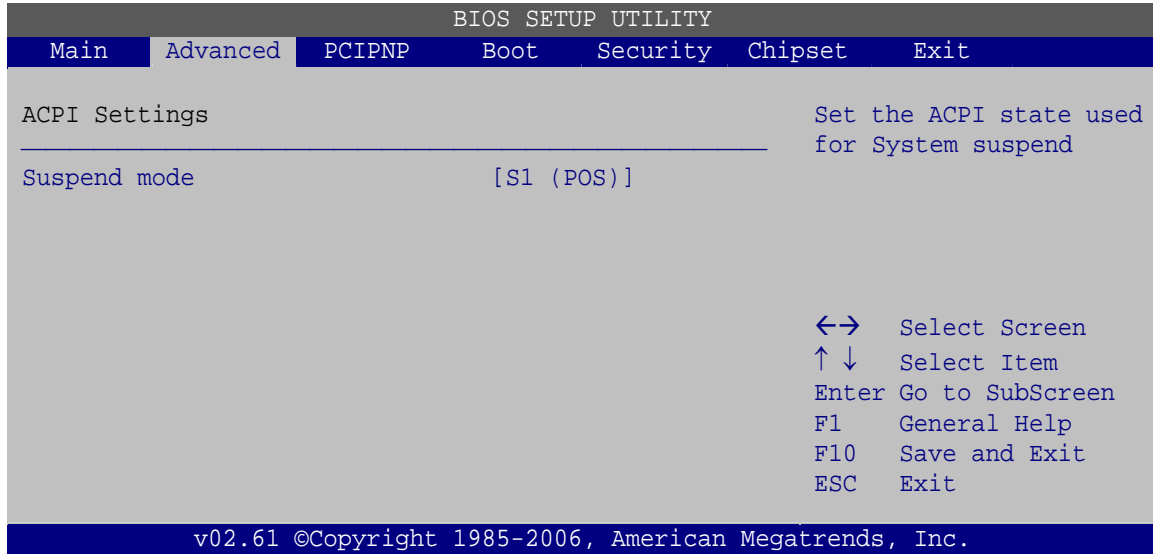 BIOS SETUP UTILITY
Main Advanced PCIPNP Boot Security Chipset Exit
ACPI Settings
Suspend mode [S1 (POS)]
Set the ACPI state used
for System suspend
←→ Select Screen
↑↓ Select Item
Enter Go to SubScreen
F1 General Help
F10 Save and Exit
ESC Exit
v02.61 ©Copyright 1985-2006, American Megatrends, Inc.